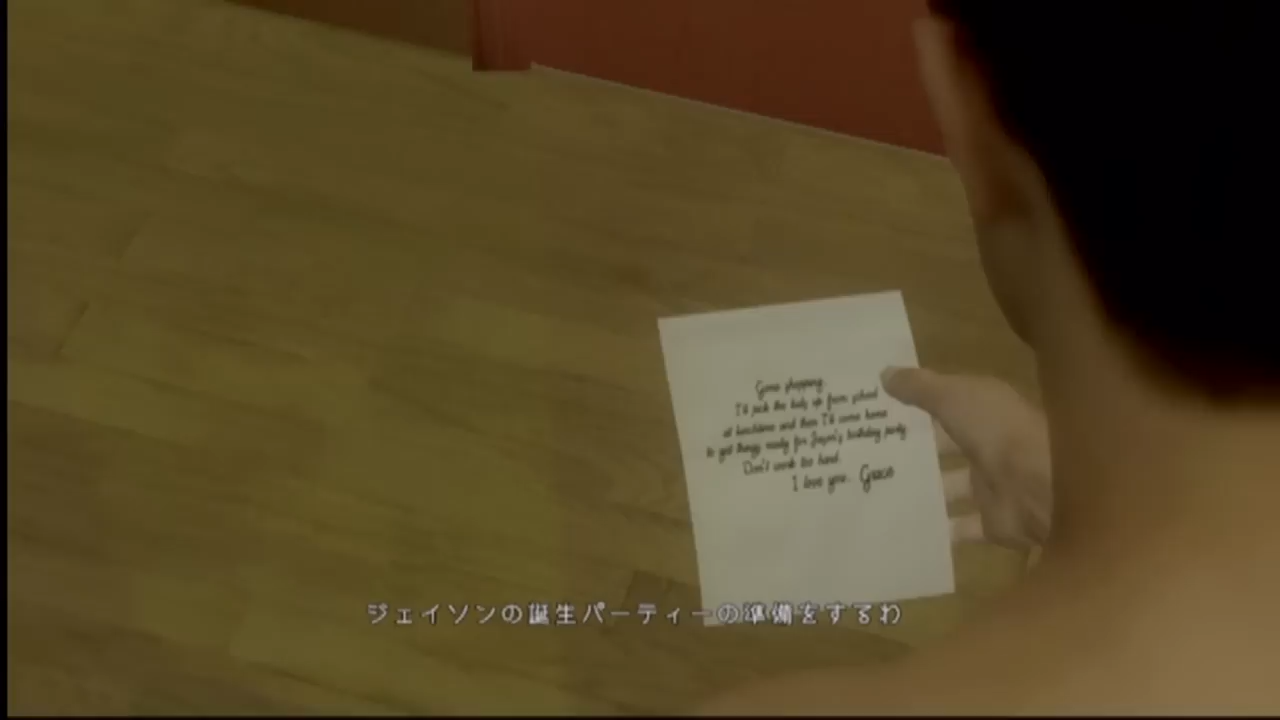 Gone shopping.
I'll pick the kids up from school
at lunchtime and then I'll come home
to get things ready for Jason's birthday party.
Don't work too hard.
I love you. Grace
ジェイソンの誕生パーティーの準備をするわ